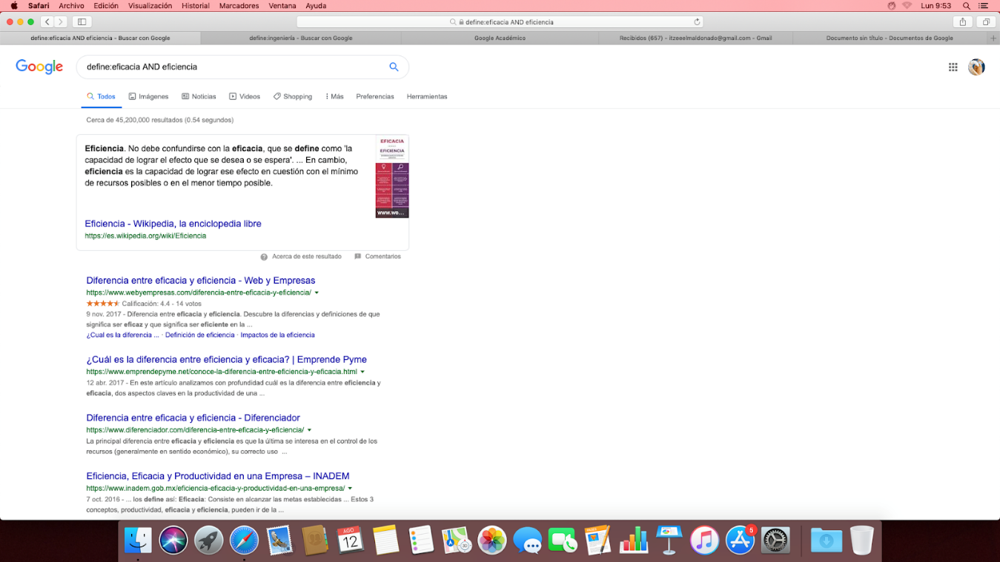 Safari Archivo Edición Visualización Historial Marcadores Ventana Ayuda Lun 9:53
define:eficacia AND eficiencia
define:eficacia AND eficiencia - Buscar con Google define:ingeniería - Buscar con Google Google Académico Recibidos (657) - itzeeelmaldonado@gmail.com - Gmail Documento sin título - Documentos de Google
Google define:eficacia AND eficiencia
Todos Imágenes Noticias Videos Shopping Más Preferencias Herramientas
Cerca de 45,200,000 resultados (0.54 segundos)
Eficiencia. No debe confundirse con la eficacia, que se define como 'la
capacidad de lograr el efecto que se desea o se espera'. ... En cambio,
eficiencia es la capacidad de lograr ese efecto en cuestión con el mínimo
de recursos posibles o en el menor tiempo posible.
EFICACIA
EFICIENCIA
www.we...
Eficiencia - Wikipedia, la enciclopedia libre
https://es.wikipedia.org/wiki/Eficiencia
Acerca de este resultado Comentarios
Diferencia entre eficacia y eficiencia - Web y Empresas
https://www.webyempresas.com/diferencia-entre-eficacia-y-eficiencia/
Calificación: 4.4 - 14 votos
9 nov. 2017 - Diferencia entre eficacia y eficiencia. Descubre la diferencias y definiciones de que
significa ser eficaz y que significa ser eficiente en la ...
¿Cual es la diferencia ... · Definición de eficiencia · Impactos de la eficiencia
¿Cuál es la diferencia entre eficiencia y eficacia? | Emprende Pyme
https://www.emprendepyme.net/conoce-la-diferencia-entre-eficiencia-y-eficacia.html
12 abr. 2017 - En este artículo analizamos con profundidad cuál es la diferencia entre eficiencia y
eficacia, dos aspectos claves en la productividad de una ...
Diferencia entre eficacia y eficiencia - Diferenciador
https://www.diferenciador.com/diferencia-entre-eficacia-y-eficiencia/
La principal diferencia entre eficacia y eficiencia es que la última se interesa en el control de los
recursos (generalmente en sentido económico), su correcto uso ...
Eficiencia, Eficacia y Productividad en una Empresa – INADEM
https://www.inadem.gob.mx/eficiencia-eficacia-y-productividad-en-una-empresa/
7 oct. 2016 - ... los define así: Eficacia: Consiste en alcanzar las metas establecidas ... Estos 3
conceptos, productividad, eficacia y eficiencia, pueden ir de la ...
AGO
12
5